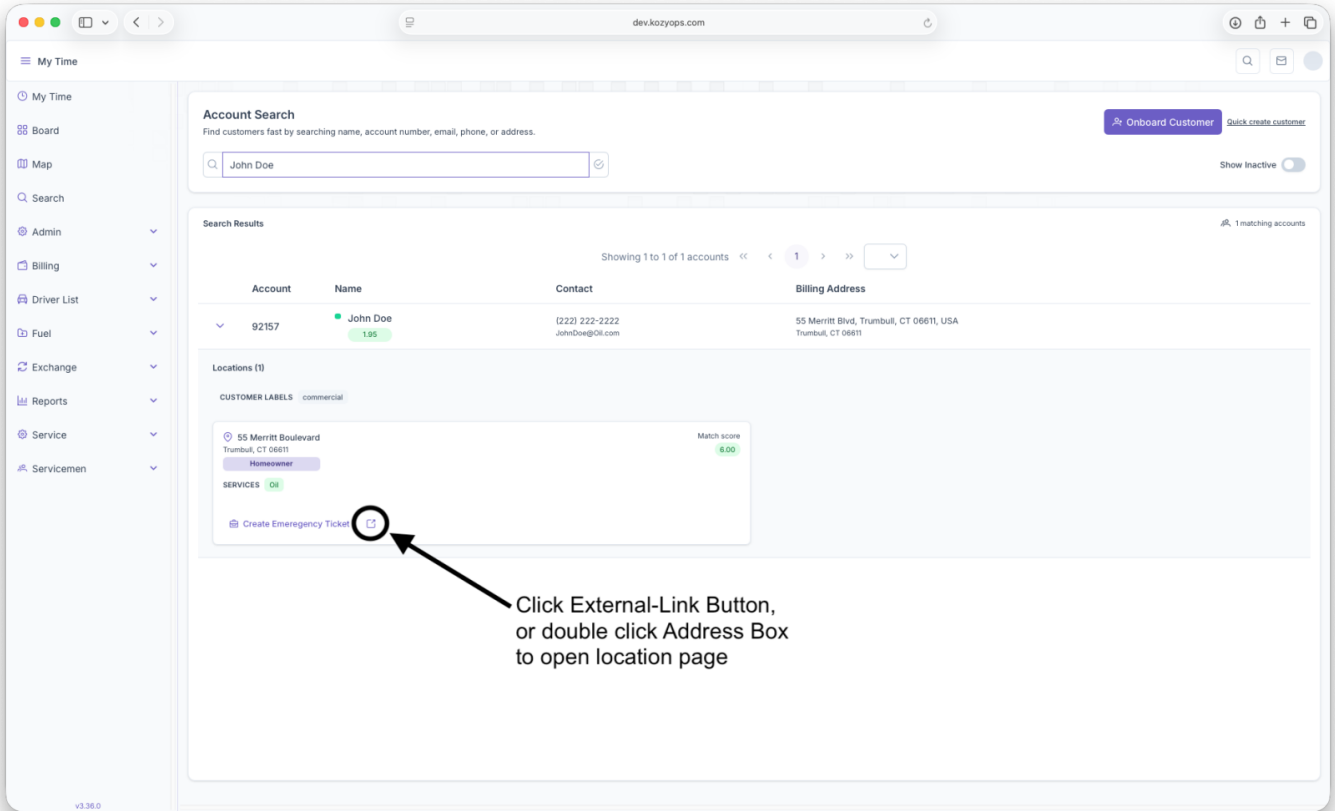 dev.kozyops.com
My Time
My Time
Board
Map
Search
Admin
Billing
Driver List
Fuel
Exchange
Reports
Service
Servicemen
v3.36.0
Account Search
Find customers fast by searching name, account number, email, phone, or address.
Onboard Customer
Quick create customer
John Doe
Show Inactive
Search Results
1 matching accounts
Showing 1 to 1 of 1 accounts « ‹ 1 › »
Account Name Contact Billing Address
92157
John Doe
1.95
(222) 222-2222
JohnDoe@Oil.com
55 Merritt Blvd, Trumbull, CT 06611, USA
Trumbull, CT 06611
Locations (1)
CUSTOMER LABELS commercial
55 Merritt Boulevard
Trumbull, CT 06611
Homeowner
Match score
6.00
SERVICES Oil
Create Emeregency Ticket
Click External-Link Button,
or double click Address Box
to open location page